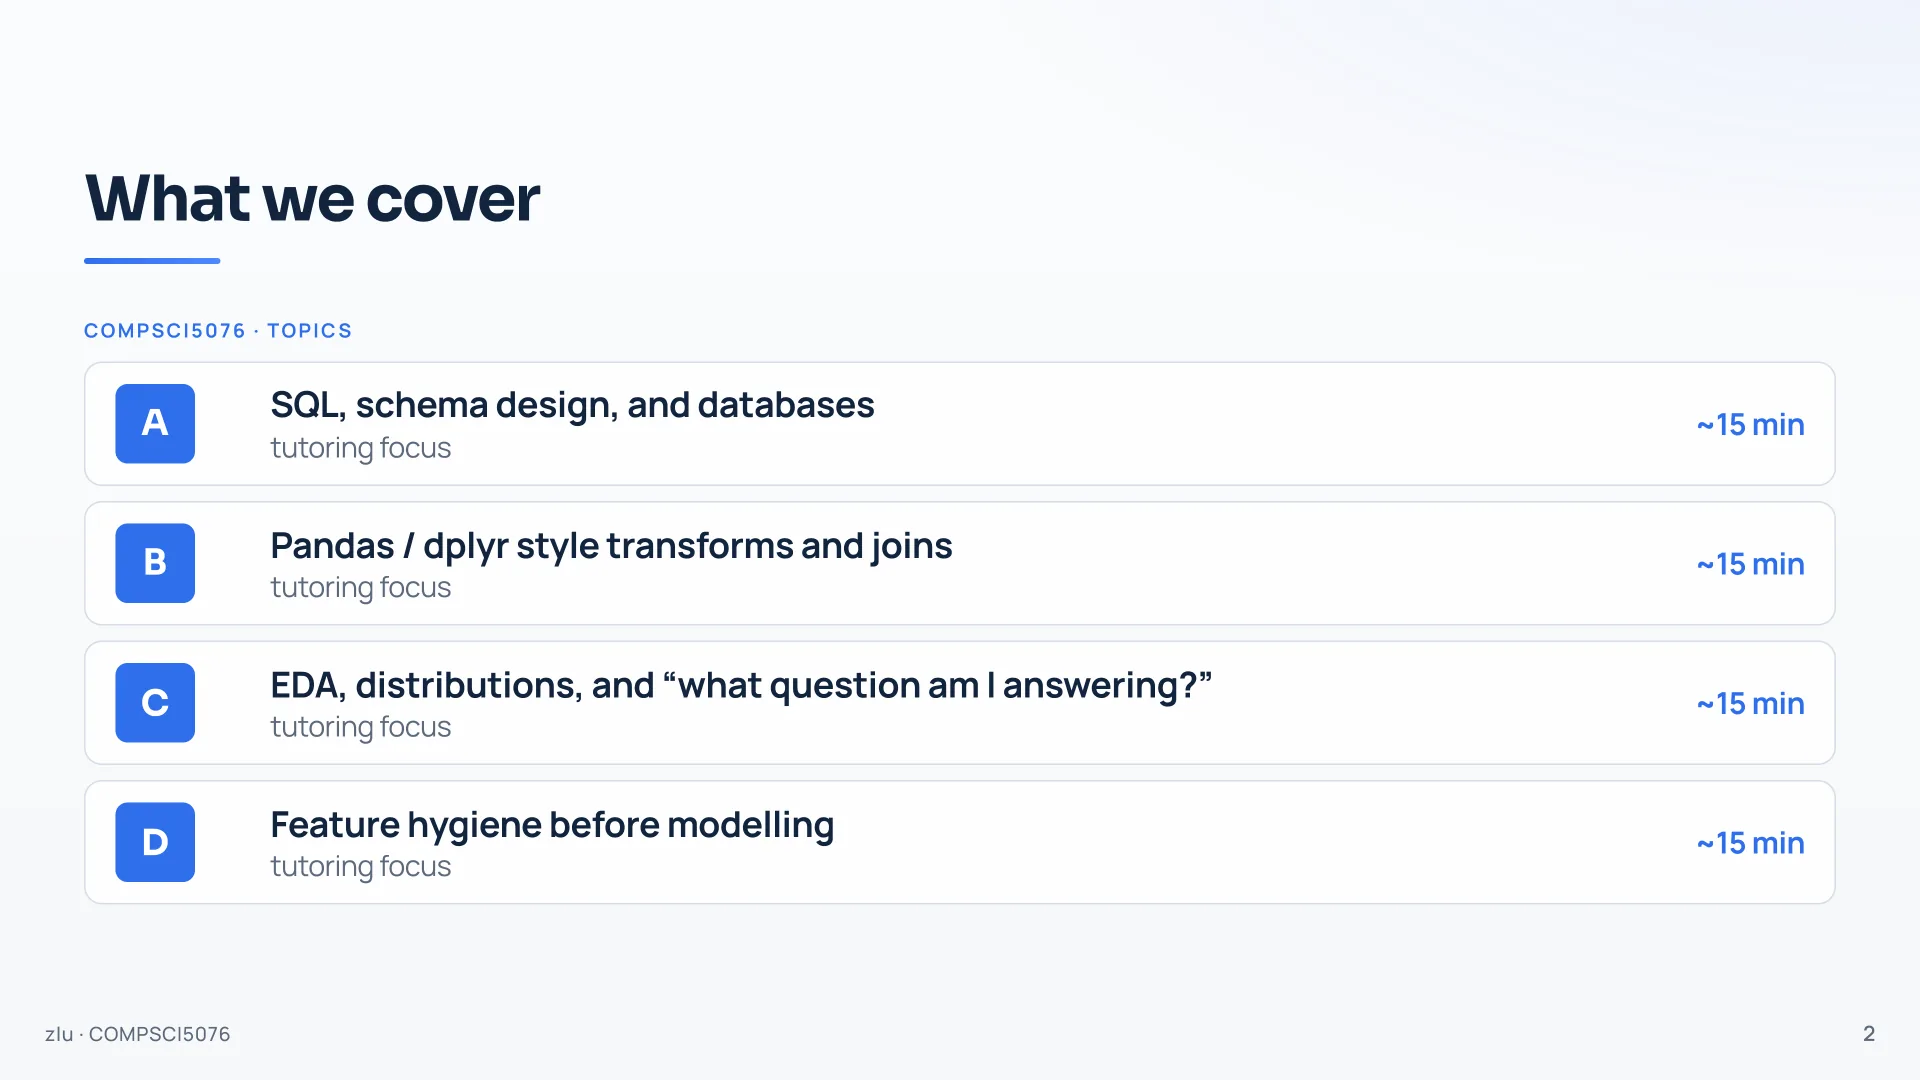 What we cover
COMPSCI5076 · TOPICS
A
SQL, schema design, and databases
tutoring focus
~15 min
B
Pandas / dplyr style transforms and joins
tutoring focus
~15 min
C
EDA, distributions, and “what question am I answering?”
tutoring focus
~15 min
D
Feature hygiene before modelling
tutoring focus
~15 min
zlu · COMPSCI5076
2